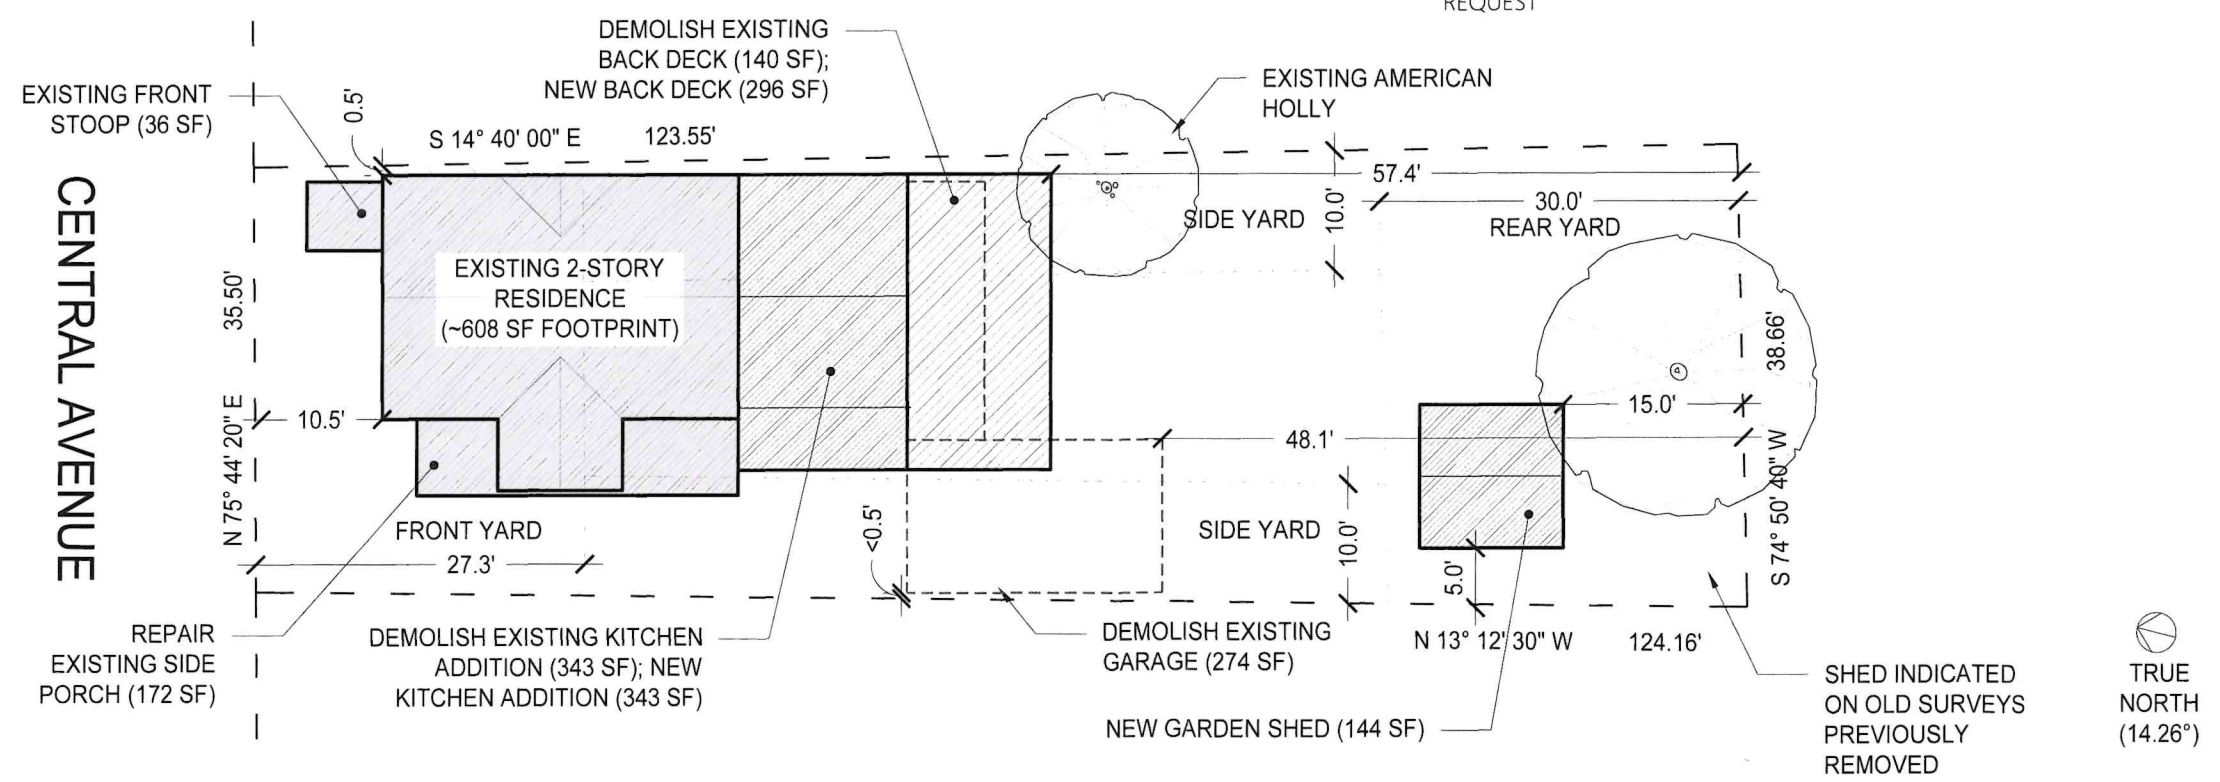 REQUEST
DEMOLISH EXISTING
BACK DECK (140 SF);
NEW BACK DECK (296 SF)
EXISTING FRONT
STOOP (36 SF)
0.5'
S 14° 40' 00" E 123.55'
EXISTING AMERICAN
HOLLY
57.4'
30.0'
REAR YARD
SIDE YARD
10.0'
CENTRAL AVENUE
35.50'
N 75° 44' 20" E
EXISTING 2-STORY
RESIDENCE
(~608 SF FOOTPRINT)
38.66'
S 74° 50' 40" W
15.0'
10.5'
48.1'
FRONT YARD
27.3'
<0.5'
SIDE YARD
10.0'
5.0'
REPAIR
EXISTING SIDE
PORCH (172 SF)
DEMOLISH EXISTING KITCHEN
ADDITION (343 SF); NEW
KITCHEN ADDITION (343 SF)
DEMOLISH EXISTING
GARAGE (274 SF)
N 13° 12' 30" W 124.16'
NEW GARDEN SHED (144 SF)
SHED INDICATED
ON OLD SURVEYS
PREVIOUSLY
REMOVED
TRUE
NORTH
(14.26°)